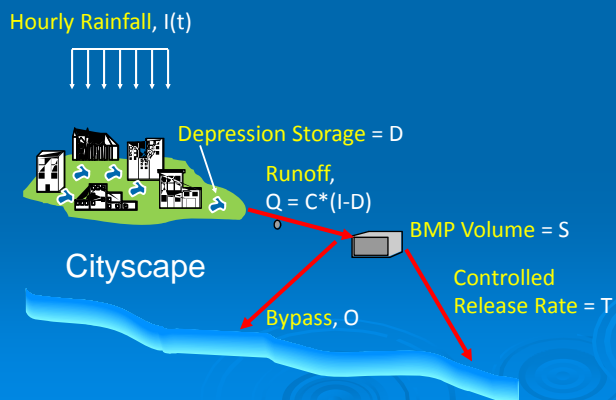 Hourly Rainfall, I(t)
Depression Storage = D
Runoff,
Q = C*(I-D)
BMP Volume = S
Cityscape
Controlled
Release Rate = T
Bypass, O